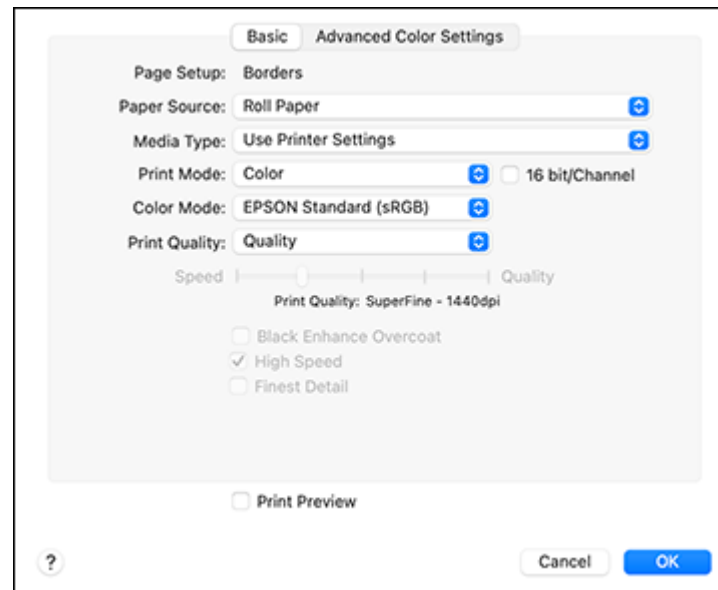 Basic Advanced Color Settings
Page Setup: Borders
Paper Source: Roll Paper
Media Type: Use Printer Settings
Print Mode: Color 16 bit/Channel
Color Mode: EPSON Standard (sRGB)
Print Quality: Quality
Speed Quality
Print Quality: SuperFine - 1440dpi
Black Enhance Overcoat
High Speed
Finest Detail
Print Preview
? Cancel OK